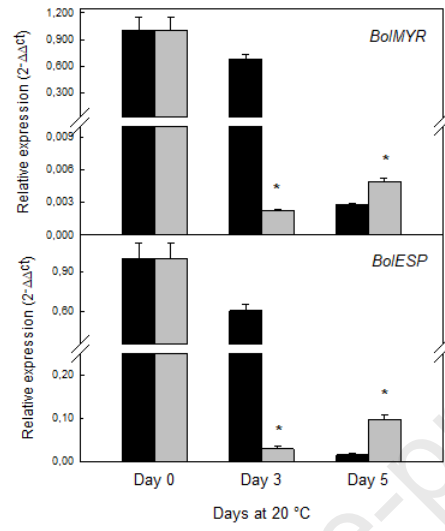 Relative expression (2-ΔΔct)
BolMYR
1,200
0,900
0,600
0,300
0,009
0,006
0,003
0,000
*
*
Relative expression (2-ΔΔct)
BolESP
0,90
0,60
0,20
0,10
0,00
*
*
Day 0 Day 3 Day 5
Days at 20 °C
e-p